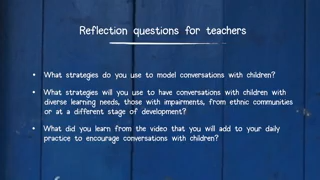 Reflection questions for teachers
• What strategies do you use to model conversations with children?
• What strategies will you use to have conversations with children with
diverse learning needs, those with impairments, from ethnic communities
or at a different stage of development?
• What did you learn from the video that you will add to your daily
practice to encourage conversations with children?